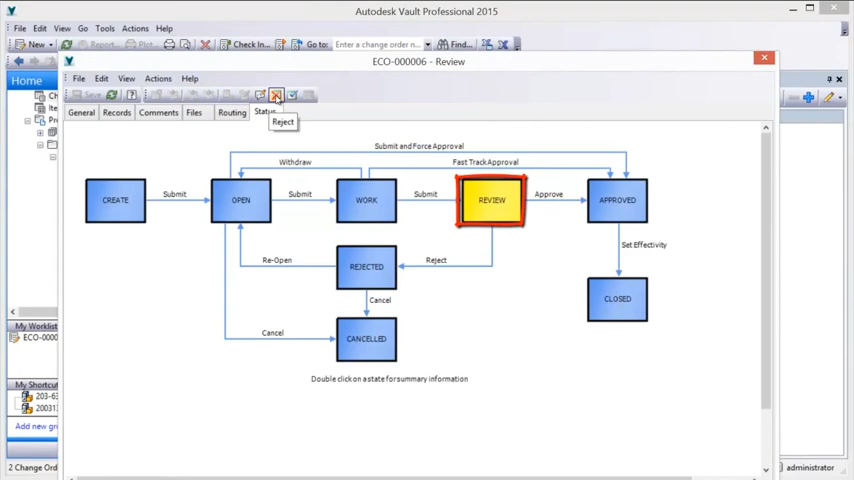 Autodesk Vault Professional 2015
File Edit View Go Tools Actions Help
New Report... Plot... Check In... Go to: Enter a change order n... Find...
ECO-000006 - Review
Home
File Edit View Actions Help
Save
General Records Comments Files Routing Status
Reject
Submit and Force Approval
Withdraw Fast Track Approval
CREATE Submit OPEN Submit WORK Submit REVIEW Approve APPROVED
Set Effectivity
Re-Open REJECTED Reject
CLOSED
Cancel
Cancel CANCELLED
Double click on a state for summary information
My Worklis
ECO-0000
My Shortcut
203-63
200313
Add new gr
2 Change Ord
administrator